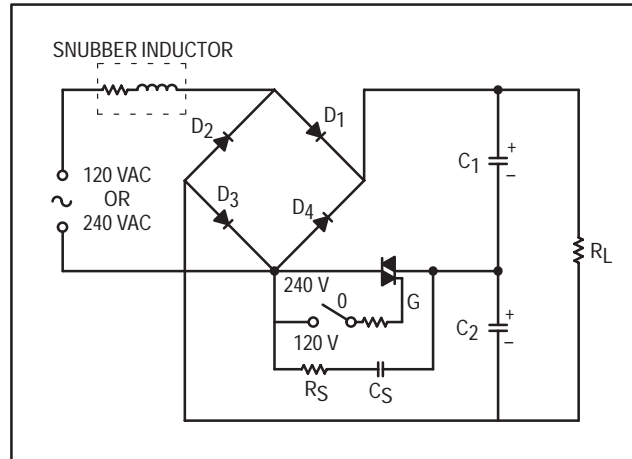 SNUBBER INDUCTOR
D2
D1
D3
D4
120 VAC
OR
240 VAC
C1
+
–
RL
240 V
0
G
120 V
C2
+
–
RS
CS